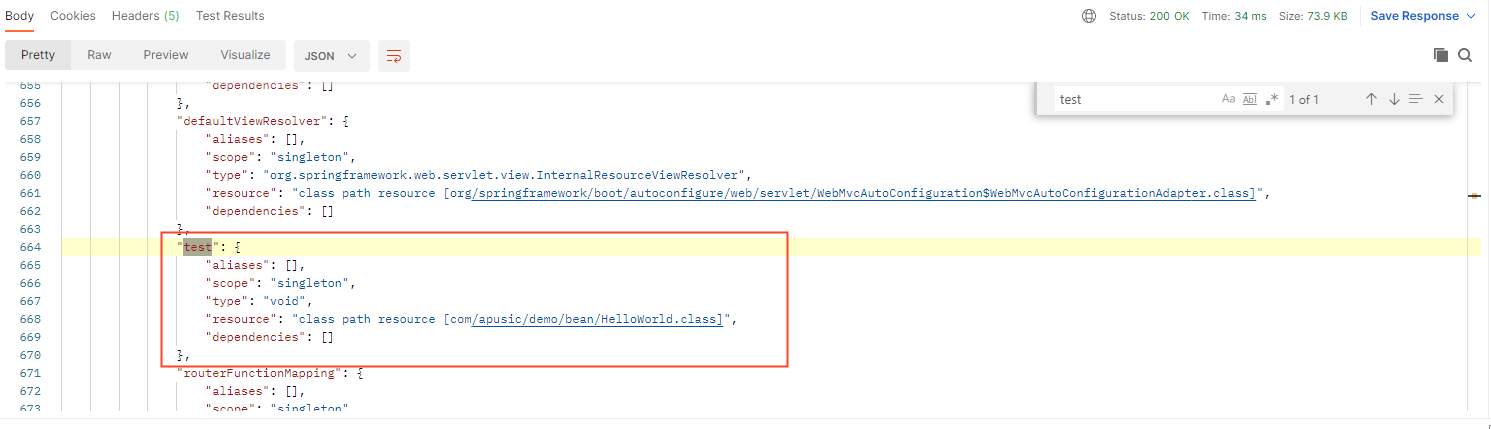 Body Cookies Headers (5) Test Results Status: 200 OK Time: 34 ms Size: 73.9 KB Save Response
Pretty Raw Preview Visualize JSON
test Aa Abl .* 1 of 1
655 "dependencies": []
656 },
657 "defaultViewResolver": {
658 "aliases": [],
659 "scope": "singleton",
660 "type": "org.springframework.web.servlet.view.InternalResourceViewResolver",
661 "resource": "class path resource [org/springframework/boot/autoconfigure/web/servlet/WebMvcAutoConfiguration$WebMvcAutoConfigurationAdapter.class]",
662 "dependencies": []
663 },
664 "test": {
665 "aliases": [],
666 "scope": "singleton",
667 "type": "void",
668 "resource": "class path resource [com/apusic/demo/bean/HelloWorld.class]",
669 "dependencies": []
670 },
671 "routerFunctionMapping": {
672 "aliases": [],
673 "scope": "singleton"